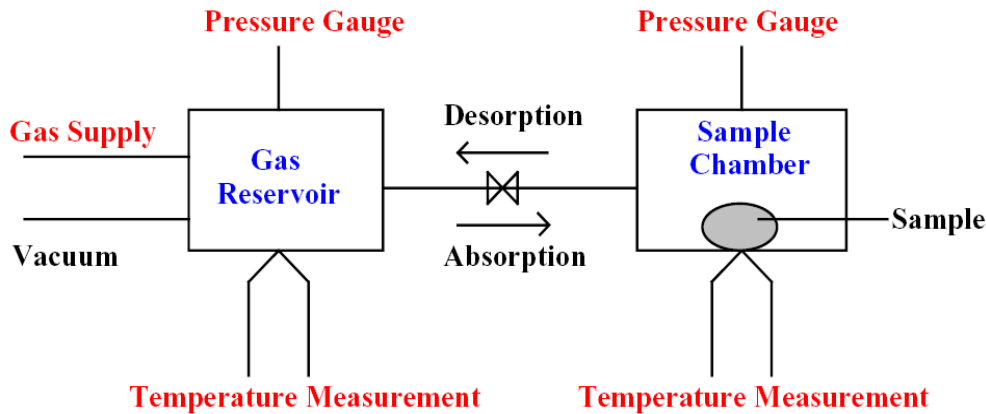 Pressure Gauge
Pressure Gauge
Gas Supply
Desorption
Sample
Chamber
Gas
Reservoir
Sample
Vacuum
Absorption
Temperature Measurement
Temperature Measurement